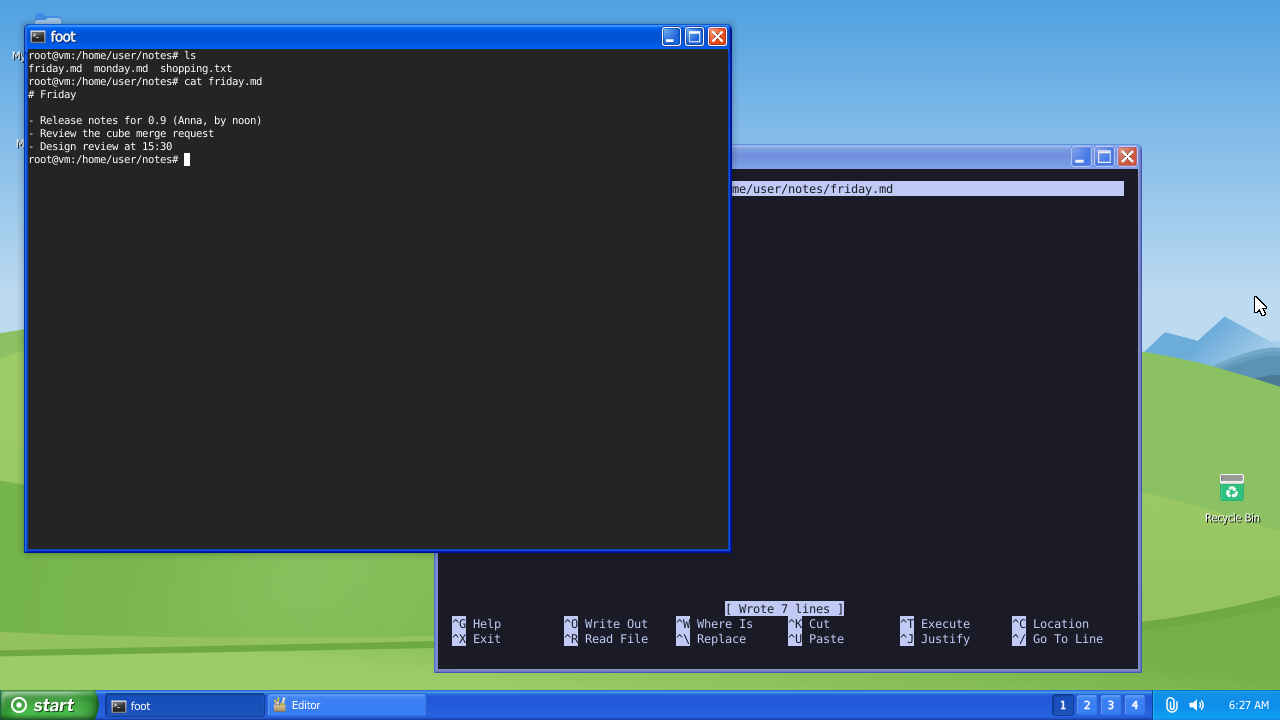 foot
root@vm:/home/user/notes# ls
friday.md  monday.md  shopping.txt
root@vm:/home/user/notes# cat friday.md
# Friday
- Release notes for 0.9 (Anna, by noon)
- Review the cube merge request
- Design review at 15:30
root@vm:/home/user/notes#
me/user/notes/friday.md
[ Wrote 7 lines ]
^G Help ^O Write Out ^W Where Is ^K Cut ^T Execute ^C Location
^X Exit ^R Read File ^\ Replace ^U Paste ^J Justify ^/ Go To Line
Recycle Bin
start foot Editor 1 2 3 4 6:27 AM